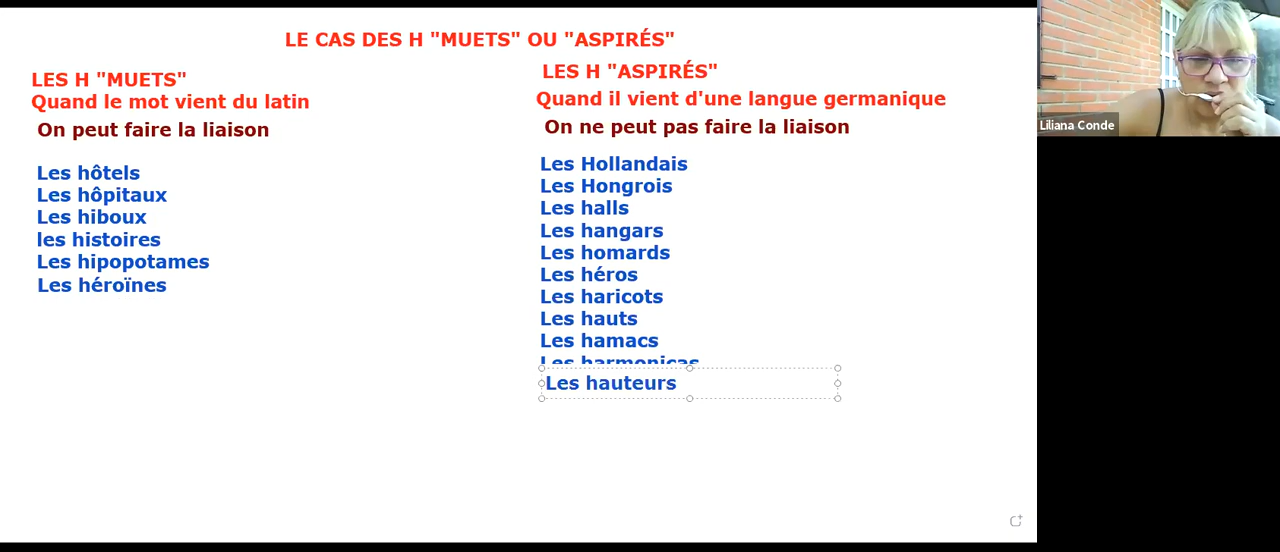 LE CAS DES H "MUETS" OU "ASPIRÉS"
LES H "MUETS"
Quand le mot vient du latin
On peut faire la liaison
Les hôtels
Les hôpitaux
Les hiboux
les histoires
Les hipopotames
Les héroïnes
LES H "ASPIRÉS"
Quand il vient d'une langue germanique
On ne peut pas faire la liaison
Les Hollandais
Les Hongrois
Les halls
Les hangars
Les homards
Les héros
Les haricots
Les hauts
Les hamacs
Les harmonicas
Les hauteurs
Liliana Conde